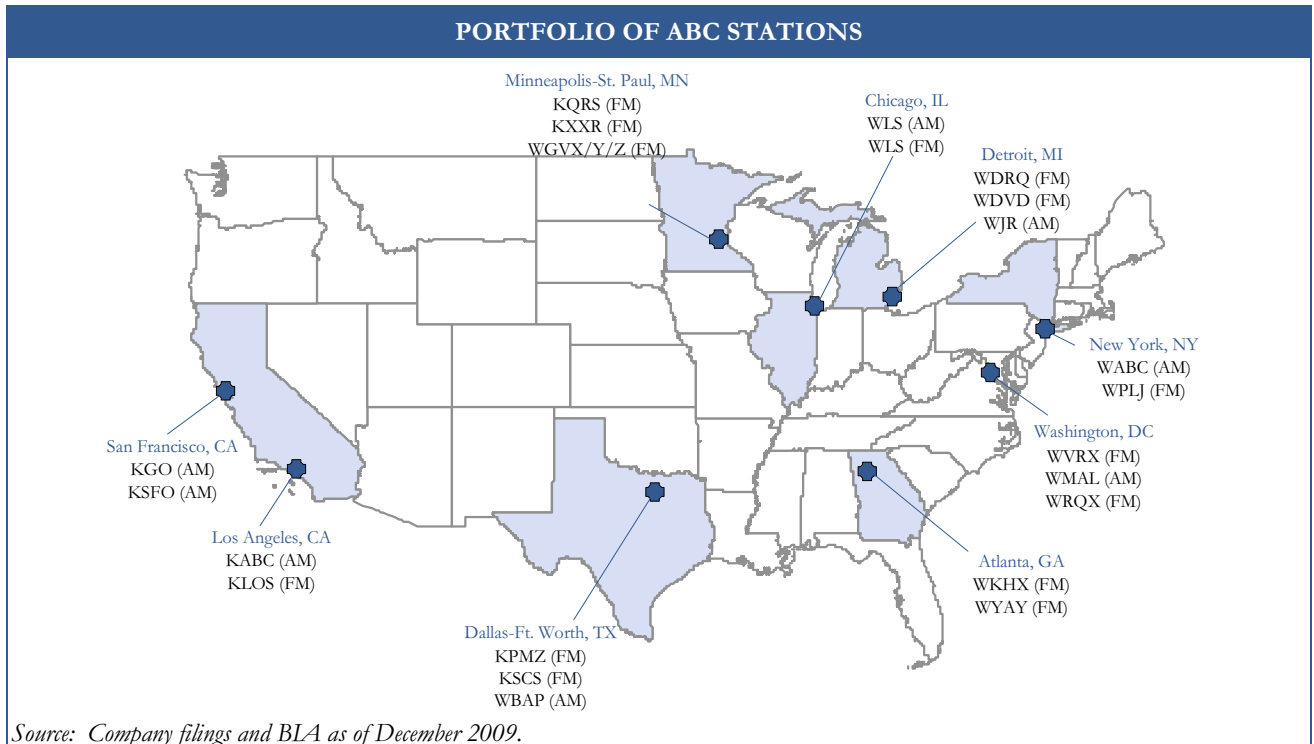 PORTFOLIO OF ABC STATIONS
Minneapolis-St. Paul, MN
KQRS (FM)
KXXR (FM)
WGVX/Y/Z (FM)
Chicago, IL
WLS (AM)
WLS (FM)
Detroit, MI
WDRQ (FM)
WDVD (FM)
WJR (AM)
New York, NY
WABC (AM)
WPLJ (FM)
Washington, DC
WVRX (FM)
WMAL (AM)
WRQX (FM)
San Francisco, CA
KGO (AM)
KSFO (AM)
Los Angeles, CA
KABC (AM)
KLOS (FM)
Atlanta, GA
WKHX (FM)
WYAY (FM)
Dallas-Ft. Worth, TX
KPMZ (FM)
KSCS (FM)
WBAP (AM)
Source: Company filings and BLA as of December 2009.